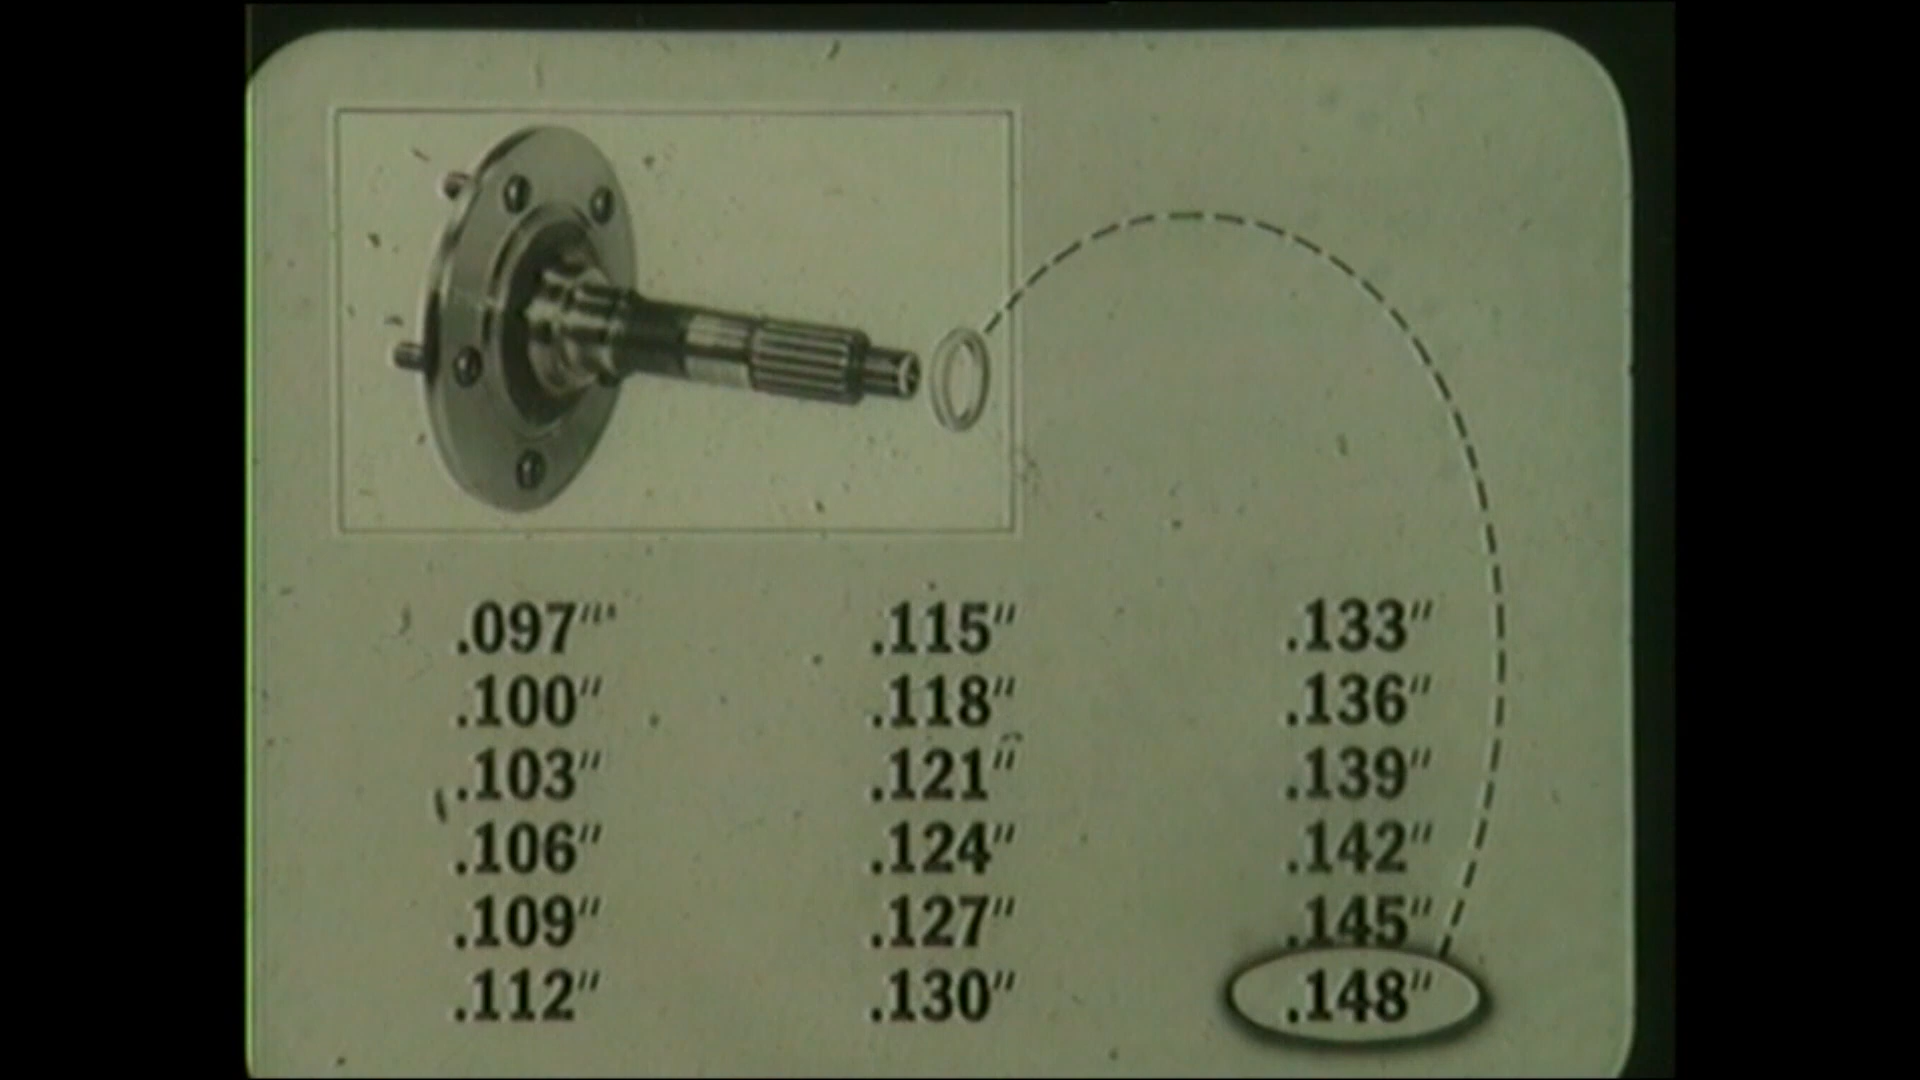 .097" .115" .133"
.100" .118" .136"
.103" .121" .139"
.106" .124" .142"
.109" .127" .145"
.112" .130" .148"